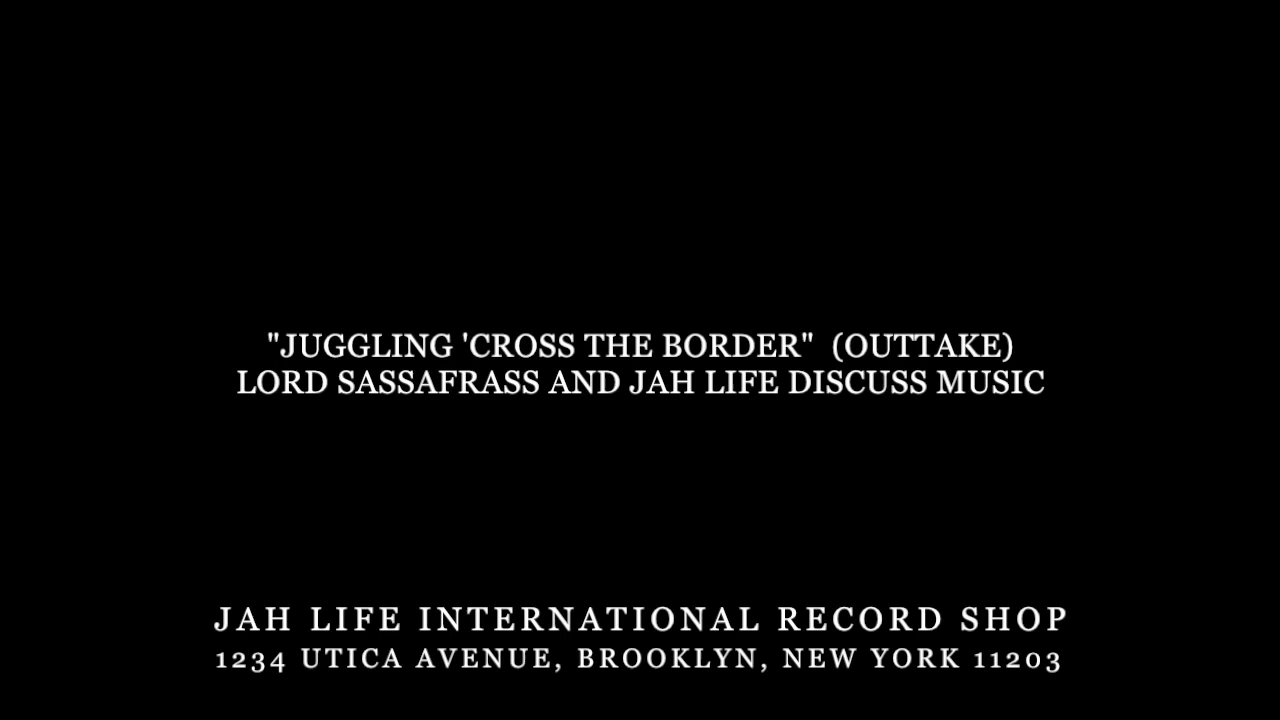 "JUGGLING 'CROSS THE BORDER" (OUTTAKE)
LORD SASSAFRASS AND JAH LIFE DISCUSS MUSIC
JAH LIFE INTERNATIONAL RECORD SHOP
1234 UTICA AVENUE, BROOKLYN, NEW YORK 11203